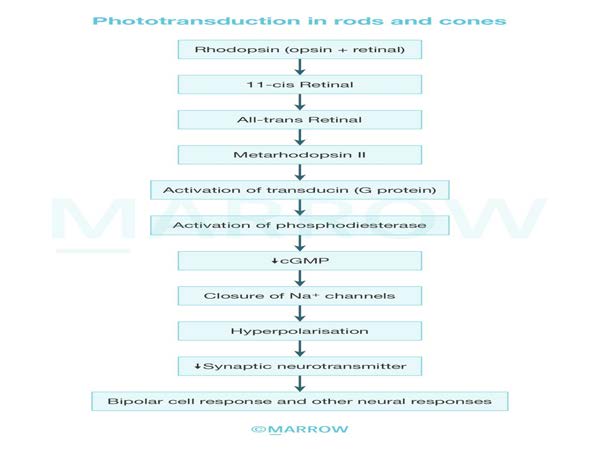 Phototransduction in rods and cones
Rhodopsin (opsin + retinal)
11-cis Retinal
All-trans Retinal
Metarhodopsin II
Activation of transducin (G protein)
MARROW
Activation of phosphodiesterase
↓cGMP
Closure of Na⁺ channels
Hyperpolarisation
↓Synaptic neurotransmitter
Bipolar cell response and other neural responses
©MARROW